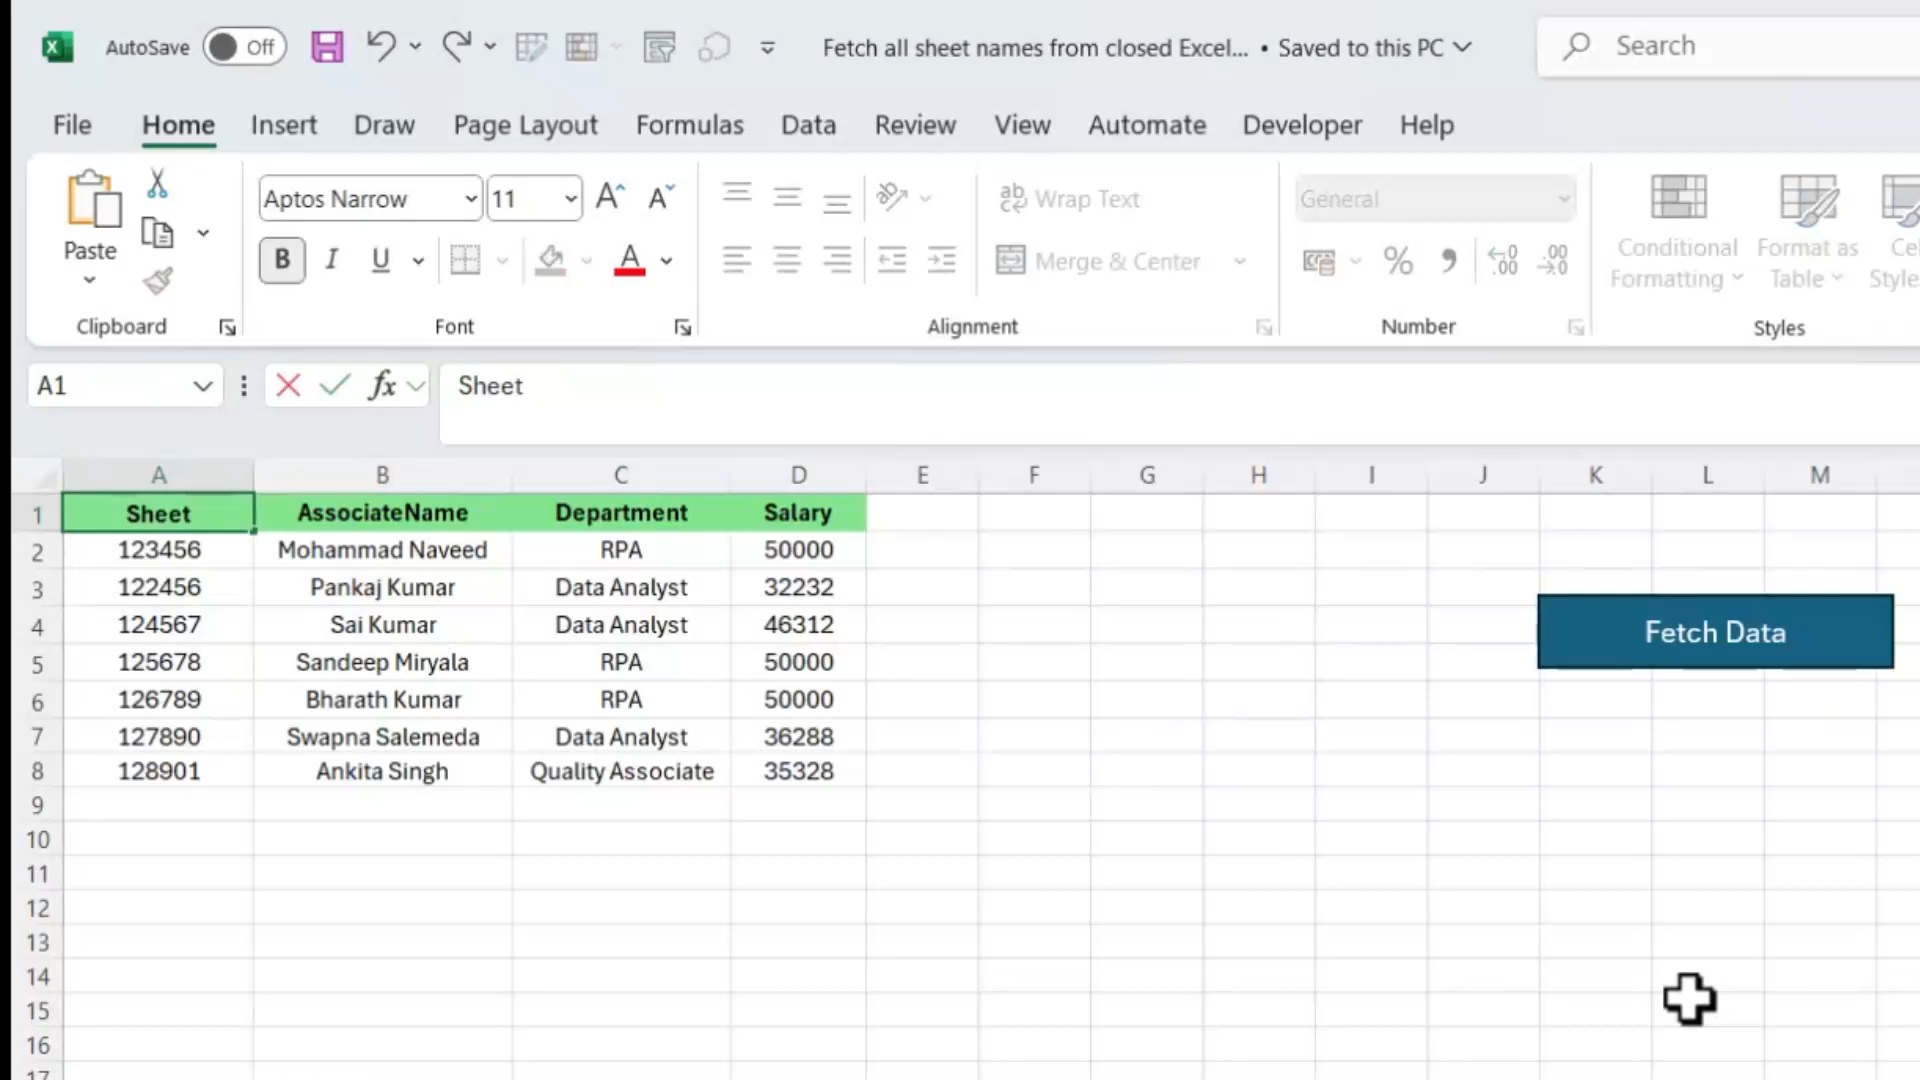 AutoSave Off Fetch all sheet names from closed Excel... • Saved to this PC Search
File Home Insert Draw Page Layout Formulas Data Review View Automate Developer Help
Paste Aptos Narrow 11 Wrap Text General Conditional Formatting Format as Table
B I U Merge & Center % 
Clipboard Font Alignment Number Styles
A1 fx Sheet
A B C D E F G H I J K L M
1 Sheet AssociateName Department Salary
2 123456 Mohammad Naveed RPA 50000
3 122456 Pankaj Kumar Data Analyst 32232
4 124567 Sai Kumar Data Analyst 46312
5 125678 Sandeep Miryala RPA 50000
6 126789 Bharath Kumar RPA 50000
7 127890 Swapna Salemeda Data Analyst 36288
8 128901 Ankita Singh Quality Associate 35328
9
10
11
12
13
14
15
16
17
Fetch Data